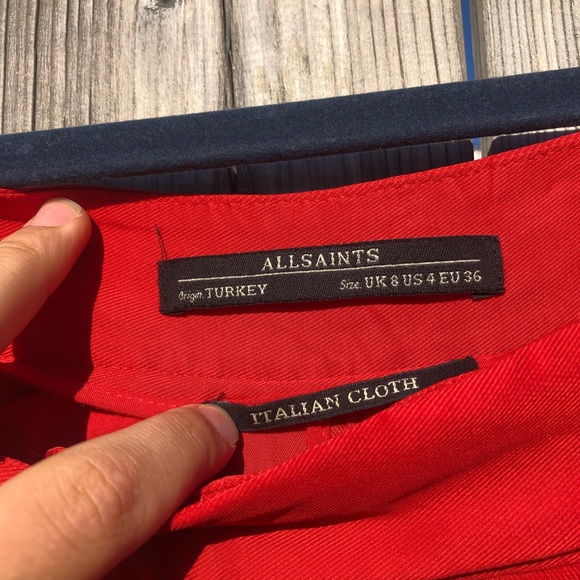 ALLSAINTS
Origin. TURKEY Size. UK 8 US 4 EU 36
ITALIAN CLOTH